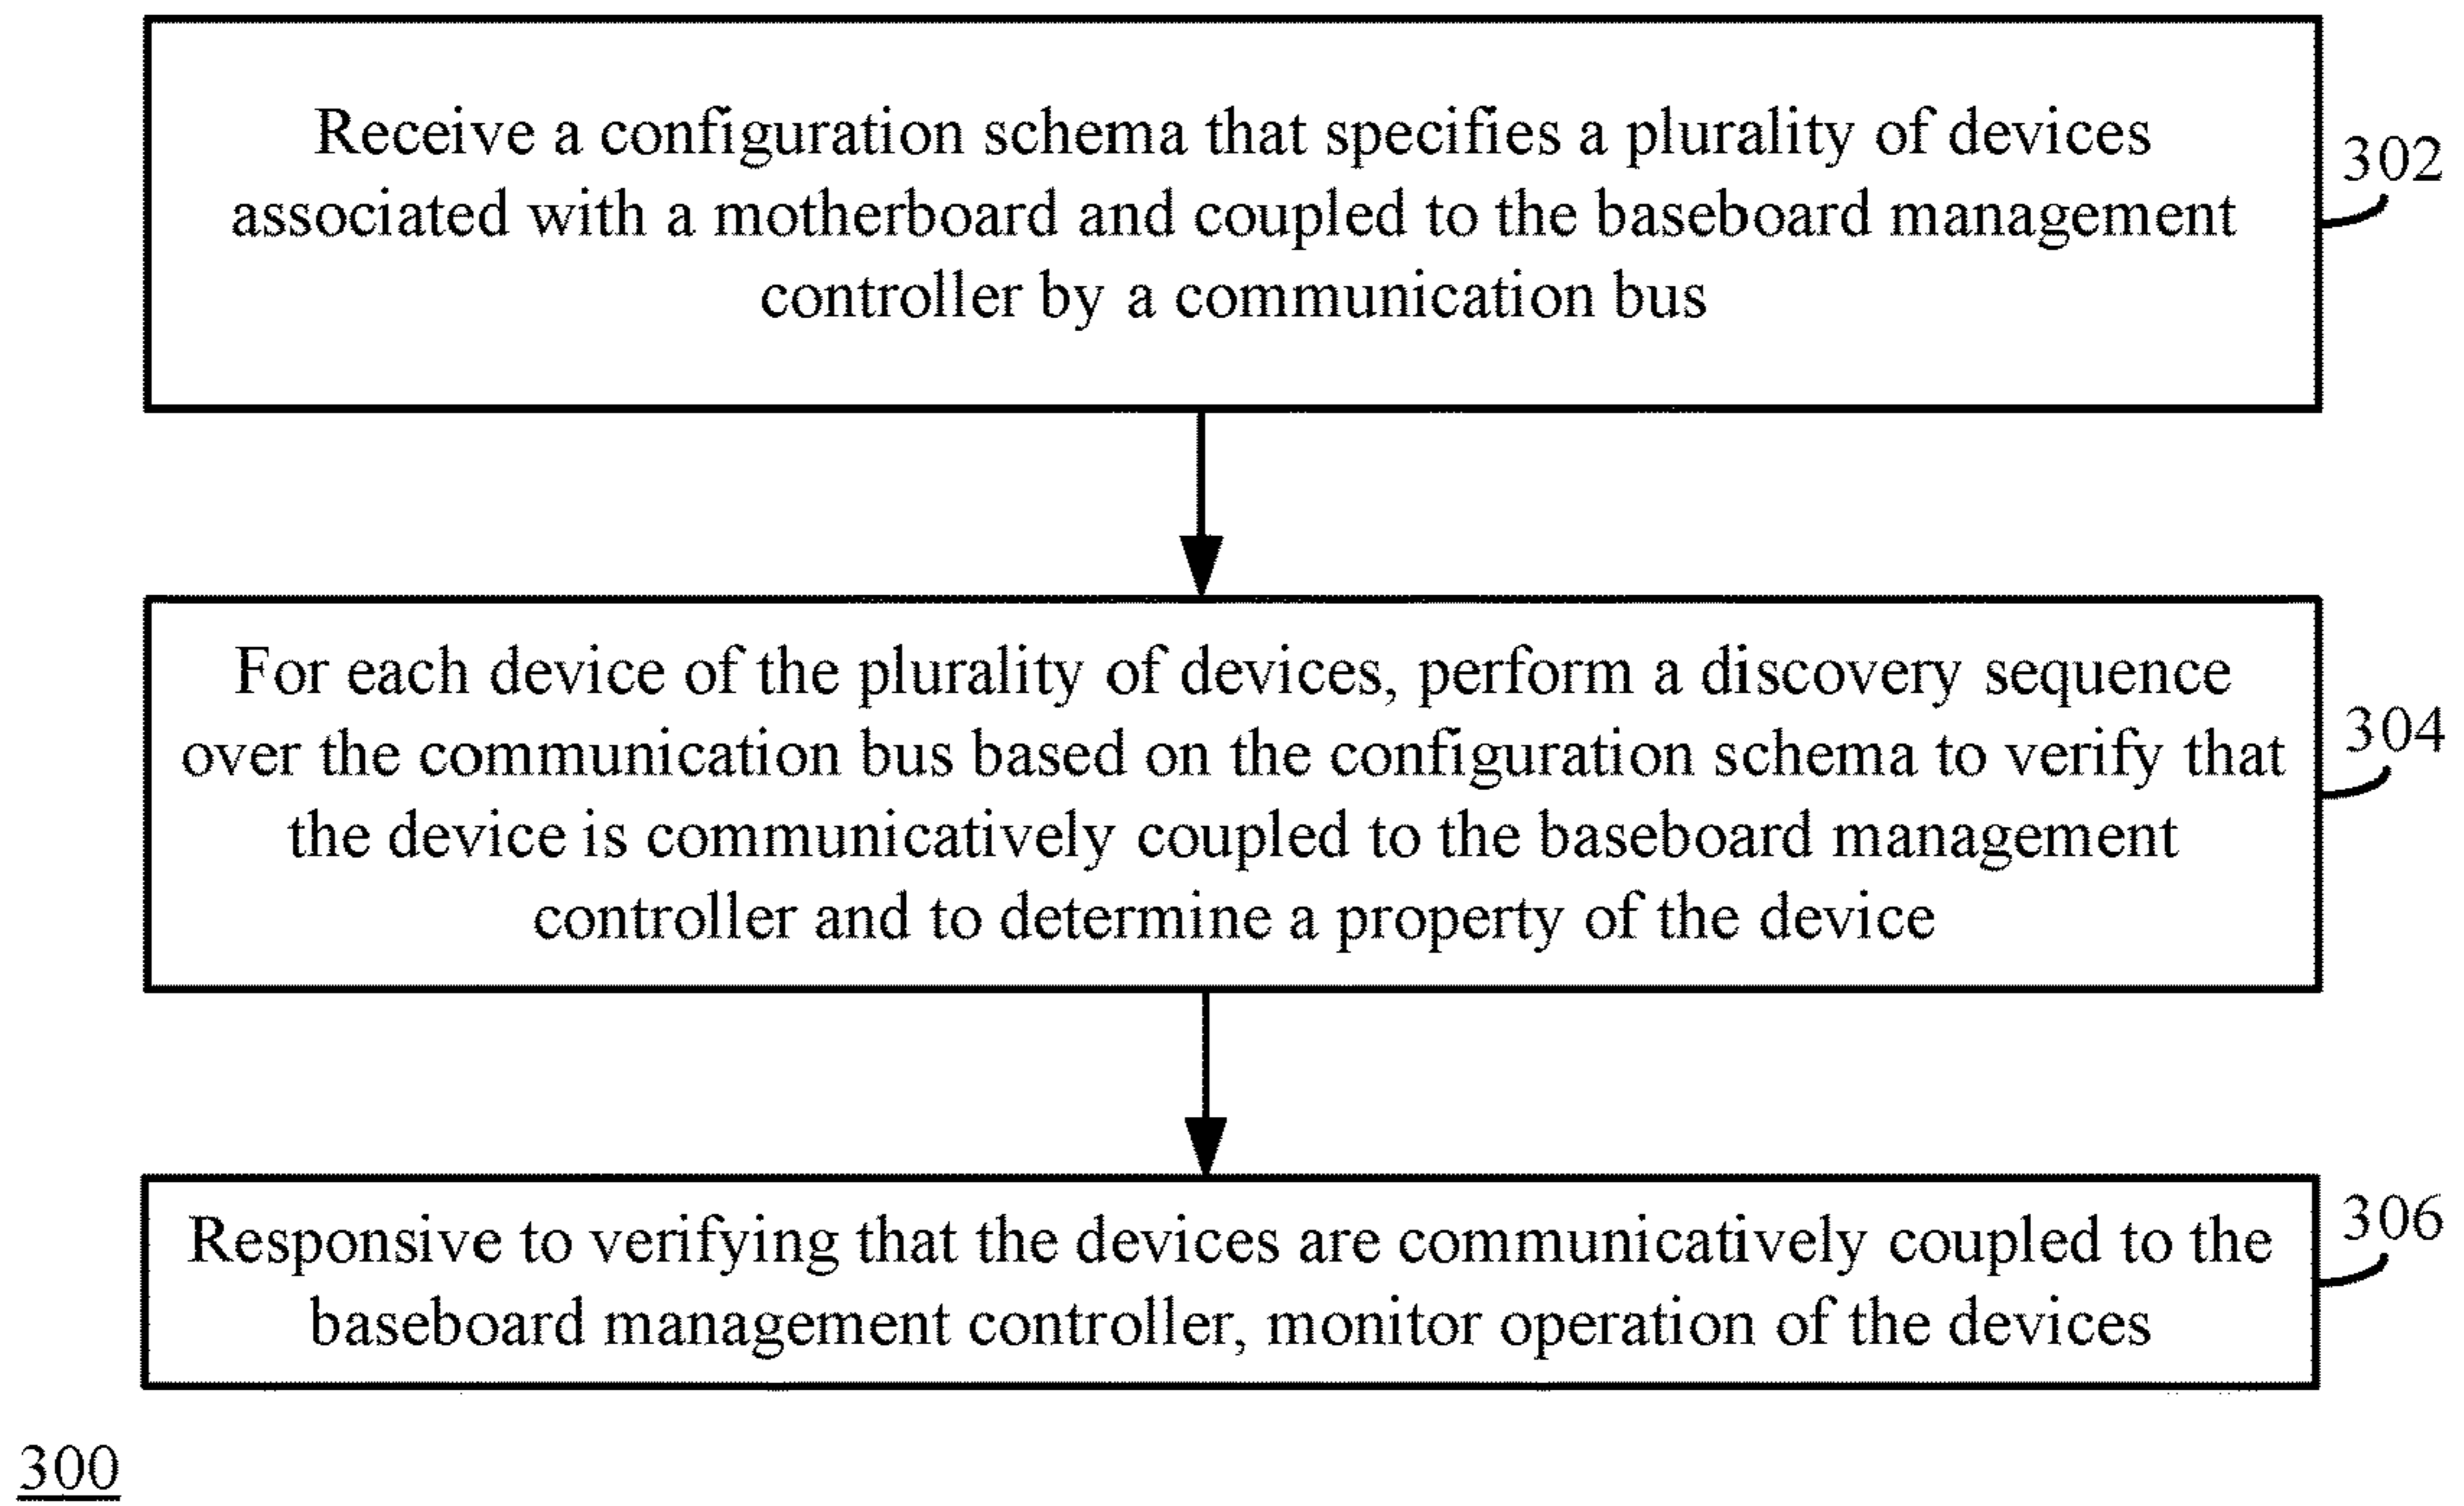 Receive a configuration schema that specifies a plurality of devices
associated with a motherboard and coupled to the baseboard management
controller by a communication bus
302
For each device of the plurality of devices, perform a discovery sequence
over the communication bus based on the configuration schema to verify that
the device is communicatively coupled to the baseboard management
controller and to determine a property of the device
304
Responsive to verifying that the devices are communicatively coupled to the
baseboard management controller, monitor operation of the devices
306
300